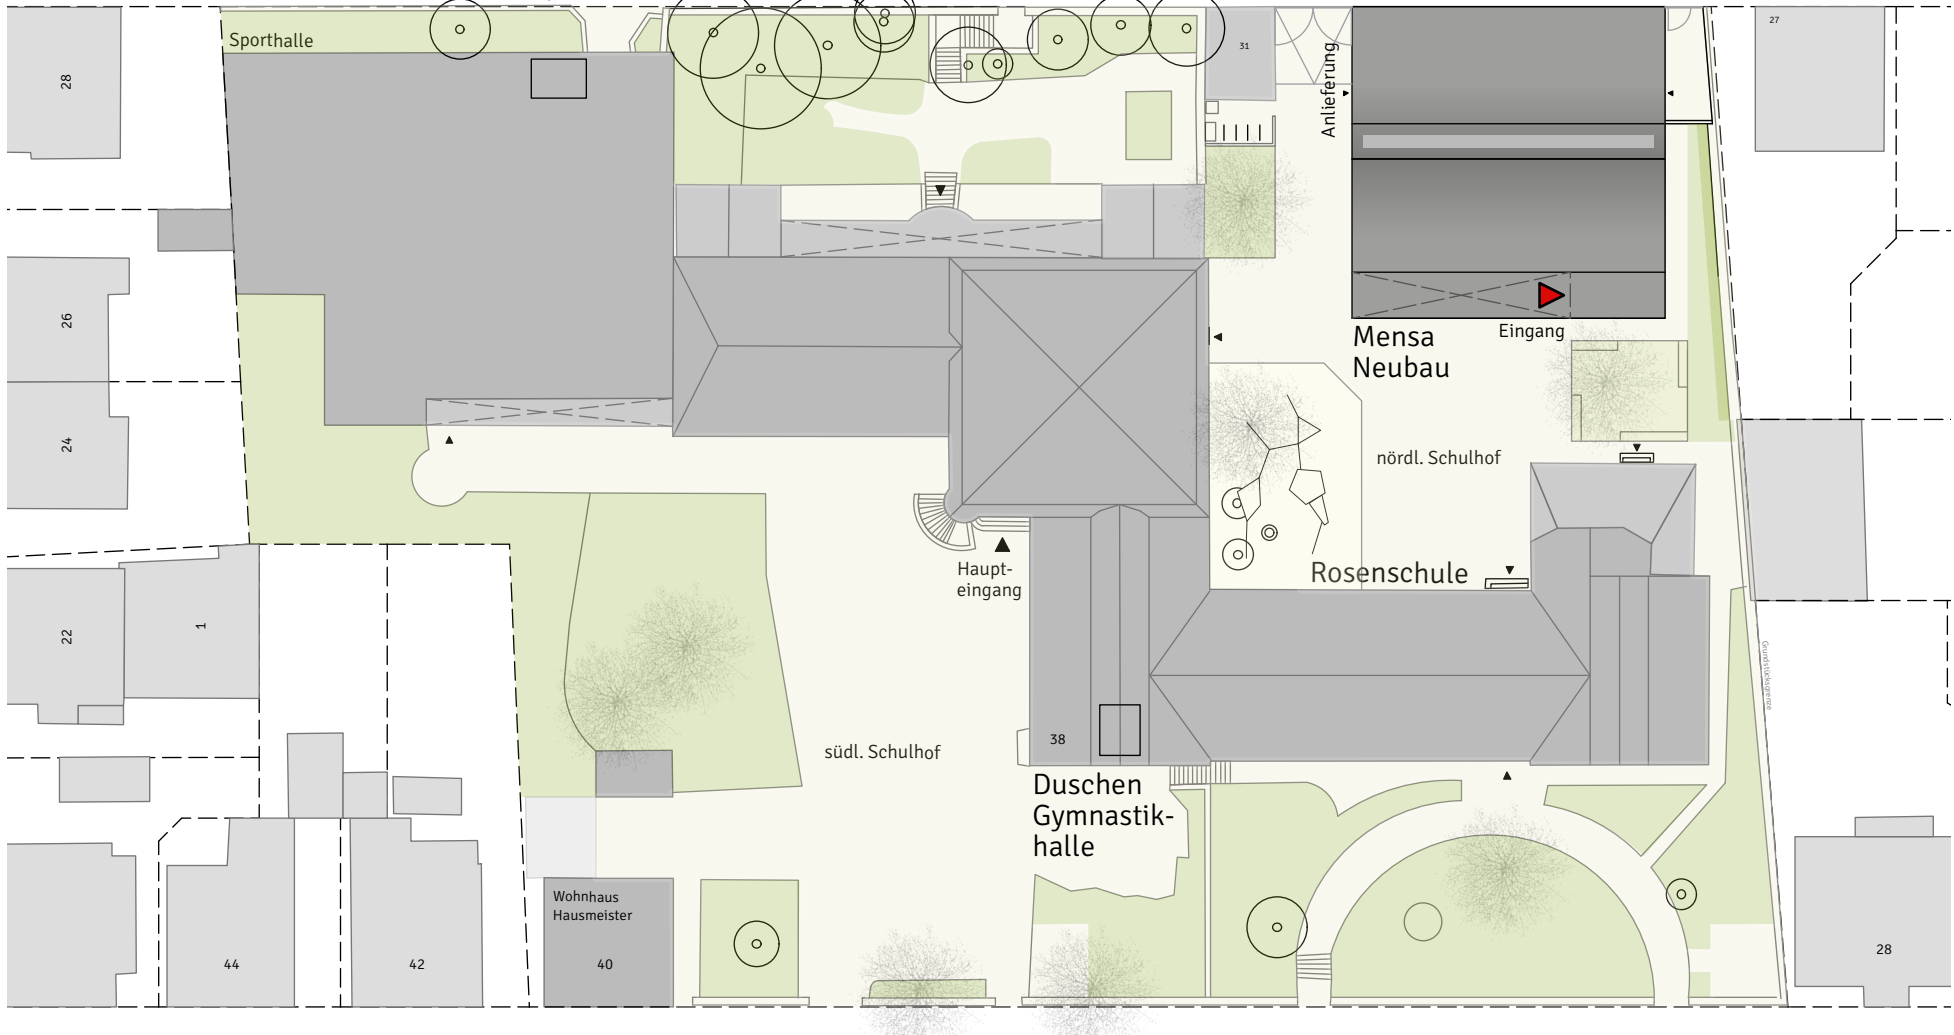 Sporthalle
28
31
27
Anlieferung
26
24
Eingang
Mensa
Neubau
nördl. Schulhof
Haupt-
eingang
Rosenschule
22
1
Grundstücksgrenze
38
südl. Schulhof
Duschen
Gymnastik-
halle
Wohnhaus
Hausmeister
44
42
40
28